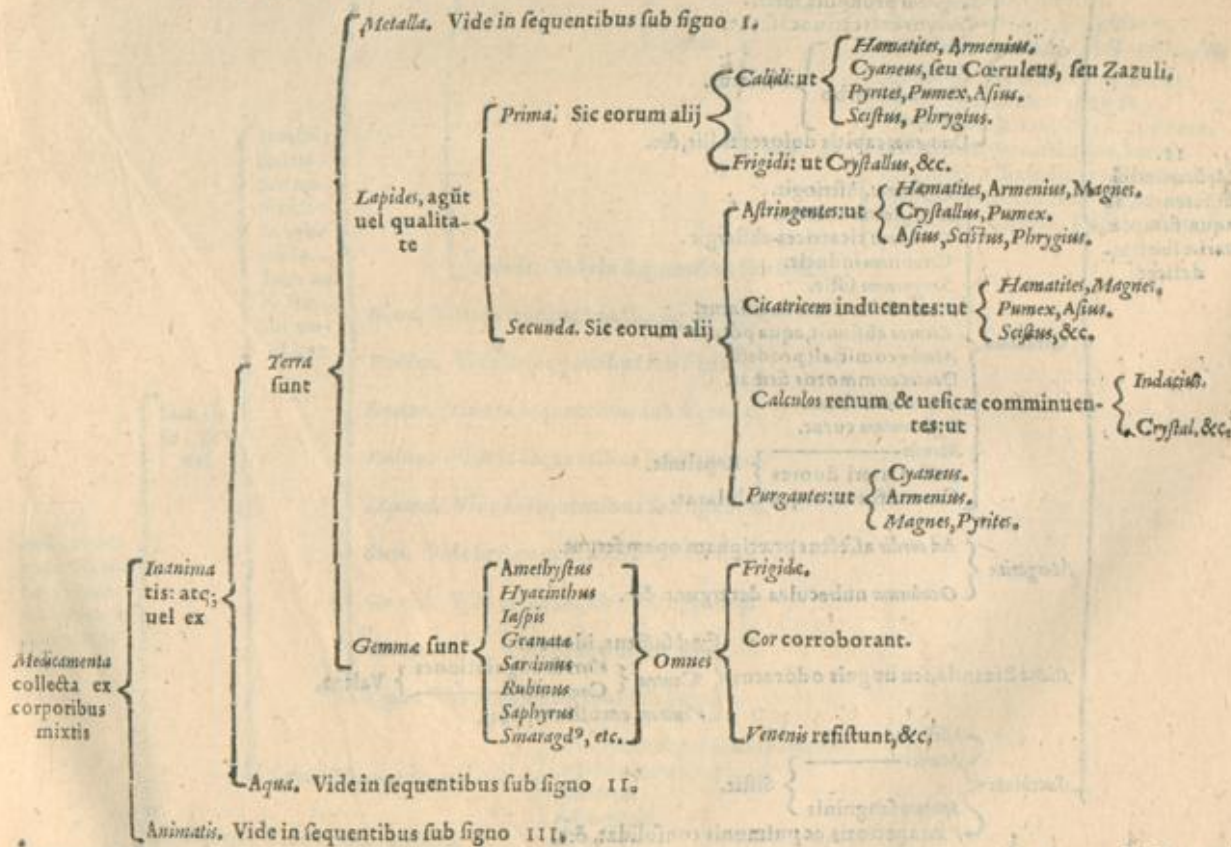 Metalla. Vide in ſequentibus ſub ſigno I.
Hæmatites, Armenius.
Calidi: ut
Cyaneus, ſeu Cœruleus, ſeu Zazuli.
Pyrites, Pumex, Aſius.
Prima. Sic eorum alij
Sciſtus, Phrygius.
Frigidi: ut Cryſtallus, &c.
Lapides, agũt
uel qualita-
te
Hæmatites, Armenius, Magnes.
Aſtringentes: ut
Cryſtallus, Pumex.
Aſius, Sciſtus, Phrygius.
Hæmatites, Magnes.
Cicatricem inducentes: ut
Pumex, Aſius.
Secunda. Sic eorum alij
Sciſtus, &c.
Terra
ſunt
Calculos renum & ueſicæ comminuen-
tes: ut
Indacius.
Cryſtal, &c.
Cyaneus.
Purgantes: ut
Armenius.
Magnes, Pyrites.
Inanima
tis: atq;
uel ex
Gemmæ ſunt
Amethyſtus
Hyacinthus
Iaſpis
Granata
Sardinus
Rubinus
Saphyrus
Smaragdꝰ, etc.
Omnes
Frigidæ.
Cor corroborant.
Venenis reſiſtunt, &c.
Medicamenta
collecta ex
corporibus
mixtis
Aquæ. Vide in ſequentibus ſub ſigno II.
Animatis. Vide in ſequentibus ſub ſigno III.